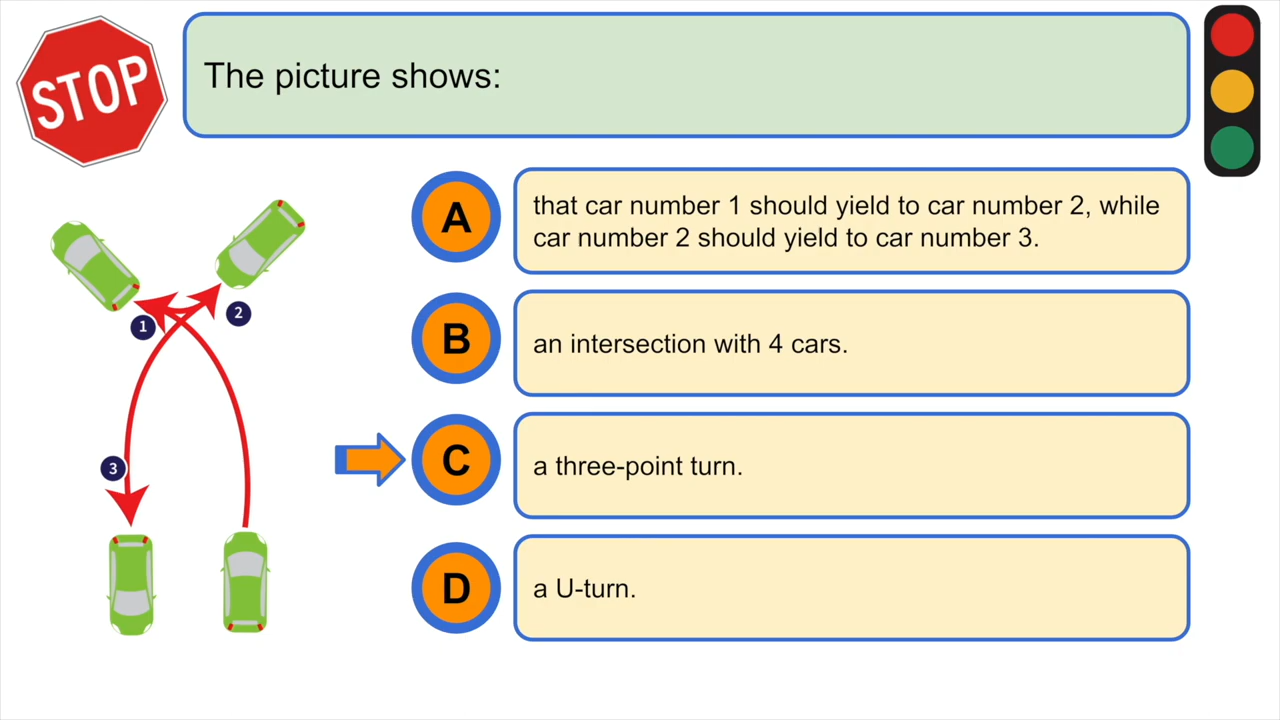 STOP
The picture shows:
A
that car number 1 should yield to car number 2, while
car number 2 should yield to car number 3.
B
an intersection with 4 cars.
C
a three-point turn.
D
a U-turn.
1
2
3